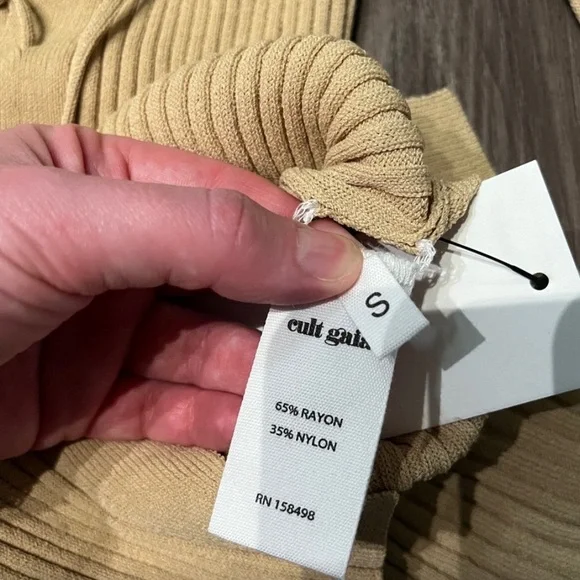 S
cult gaia
65% RAYON
35% NYLON
RN 158498